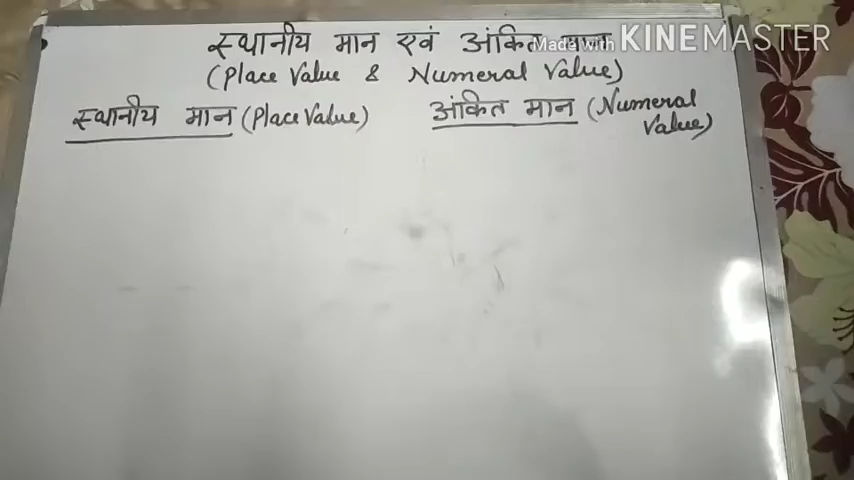 स्थानीय मान एवं अंकित मान
Made with KINEMASTER
(Place Value & Numeral Value)
स्थानीय मान (Place Value)
अंकित मान (Numeral
Value)